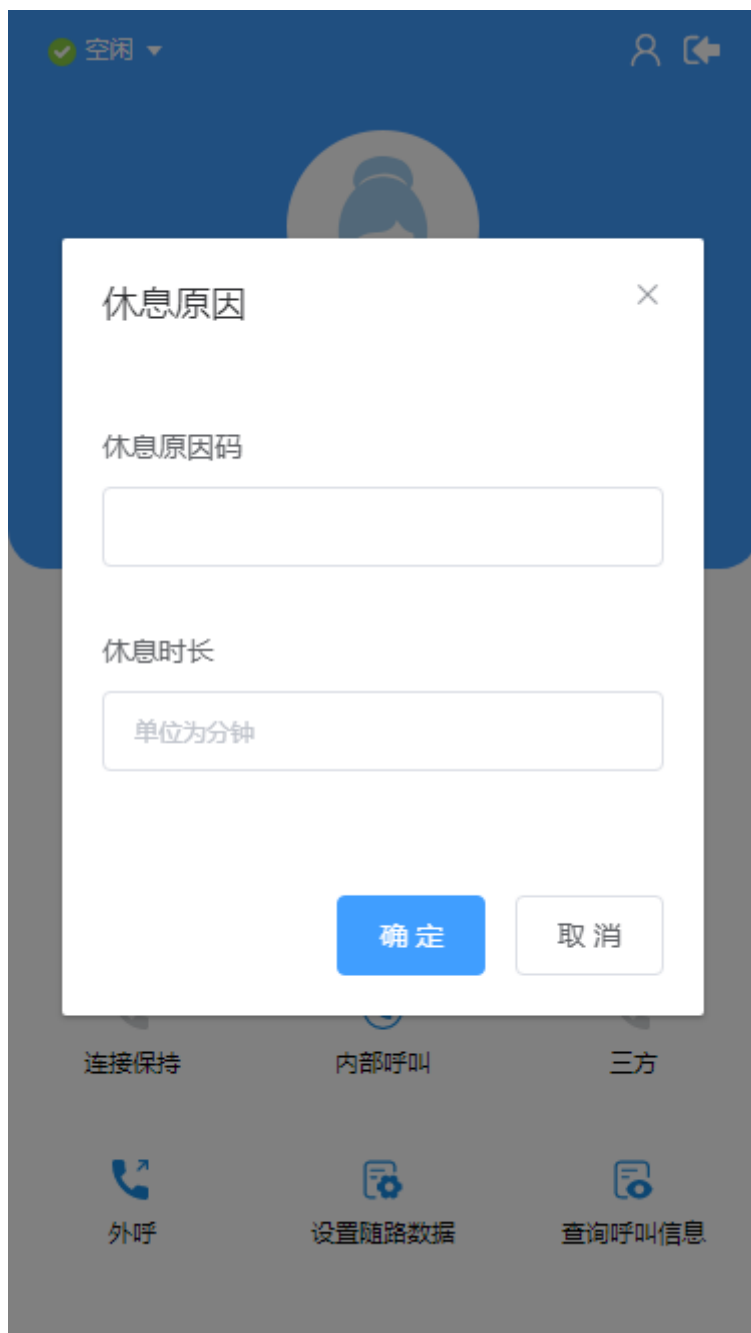 空闲
休息原因
休息原因码
休息时长
单位为分钟
确定 取消
连接保持 内部呼叫 三方
外呼 设置随路数据 查询呼叫信息